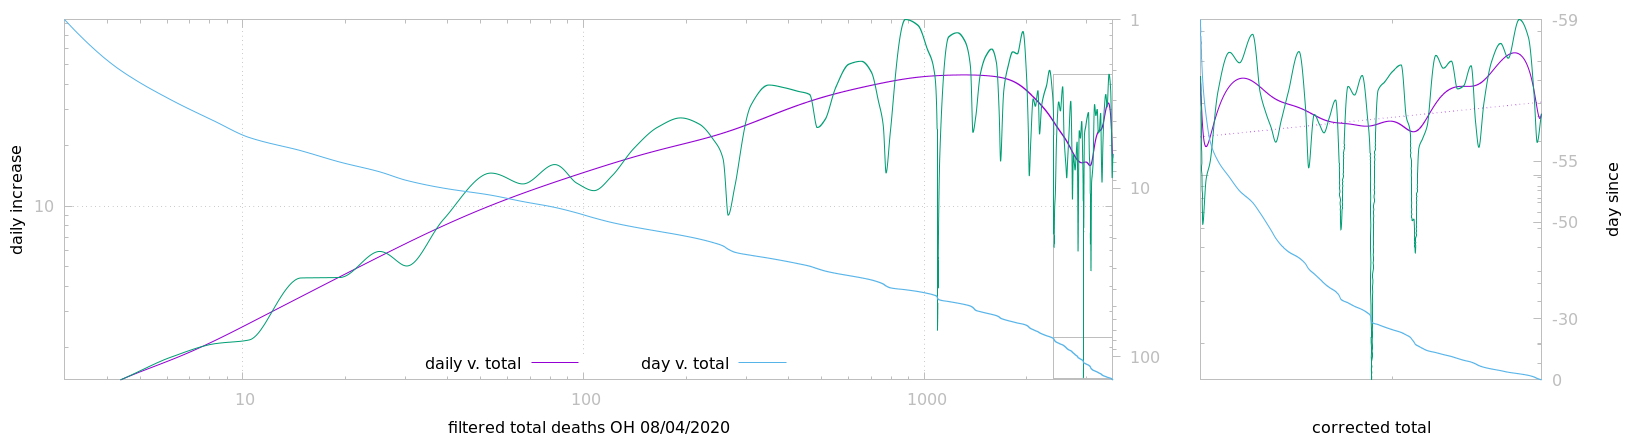 daily increase
10
10
100
1000
1
10
100
daily v. total
day v. total
filtered total deaths OH 08/04/2020
-59
-55
-50
-30
0
day since
corrected total